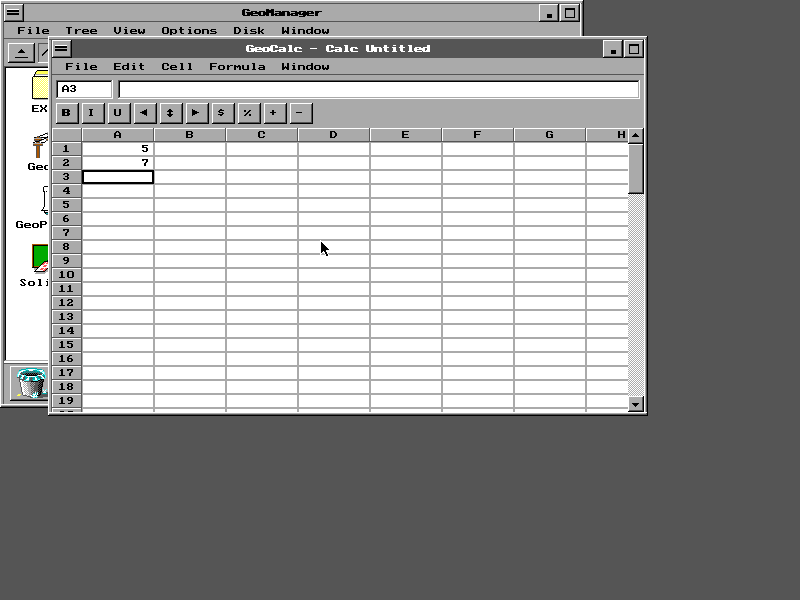 GeoManager
File Tree View Options Disk Window
GeoCalc - Calc Untitled
File Edit Cell Formula Window
A3
B I U $ % + -
A B C D E F G H
1 5
2 7
3
4
5
6
7
8
9
10
11
12
13
14
15
16
17
18
19
EX
Geo
GeoP
Soli